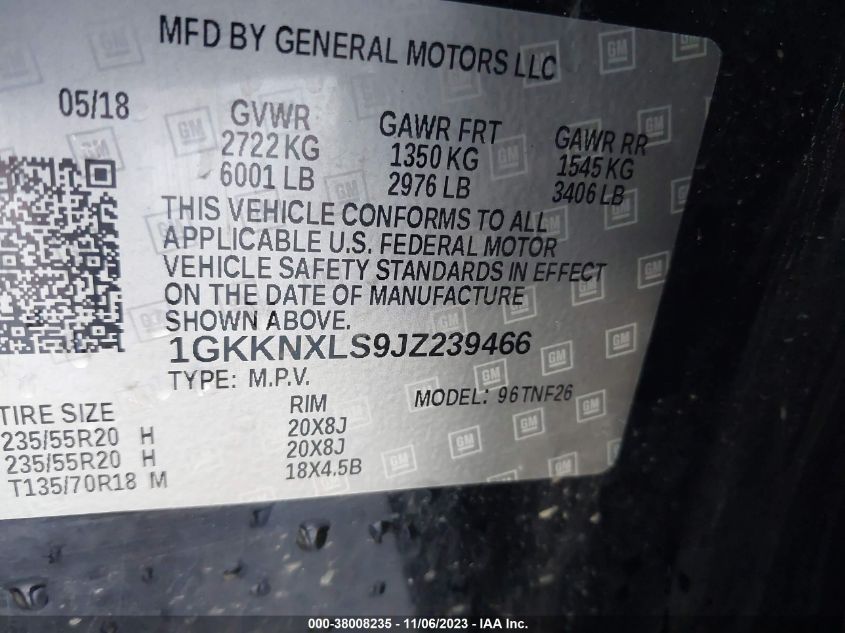 MFD BY GENERAL MOTORS LLC
05/18
GVWR GAWR FRT GAWR RR
2722 KG 1350 KG 1545 KG
6001 LB 2976 LB 3406 LB
THIS VEHICLE CONFORMS TO ALL
APPLICABLE U.S. FEDERAL MOTOR
VEHICLE SAFETY STANDARDS IN EFFECT
ON THE DATE OF MANUFACTURE
SHOWN ABOVE.
1GKKNXLS9JZ239466
TYPE: M.P.V. MODEL: 96TNF26
TIRE SIZE RIM
235/55R20 H 20X8J
235/55R20 H 20X8J
T135/70R18 M 18X4.5B
000-38008235 - 11/06/2023 - IAA Inc.